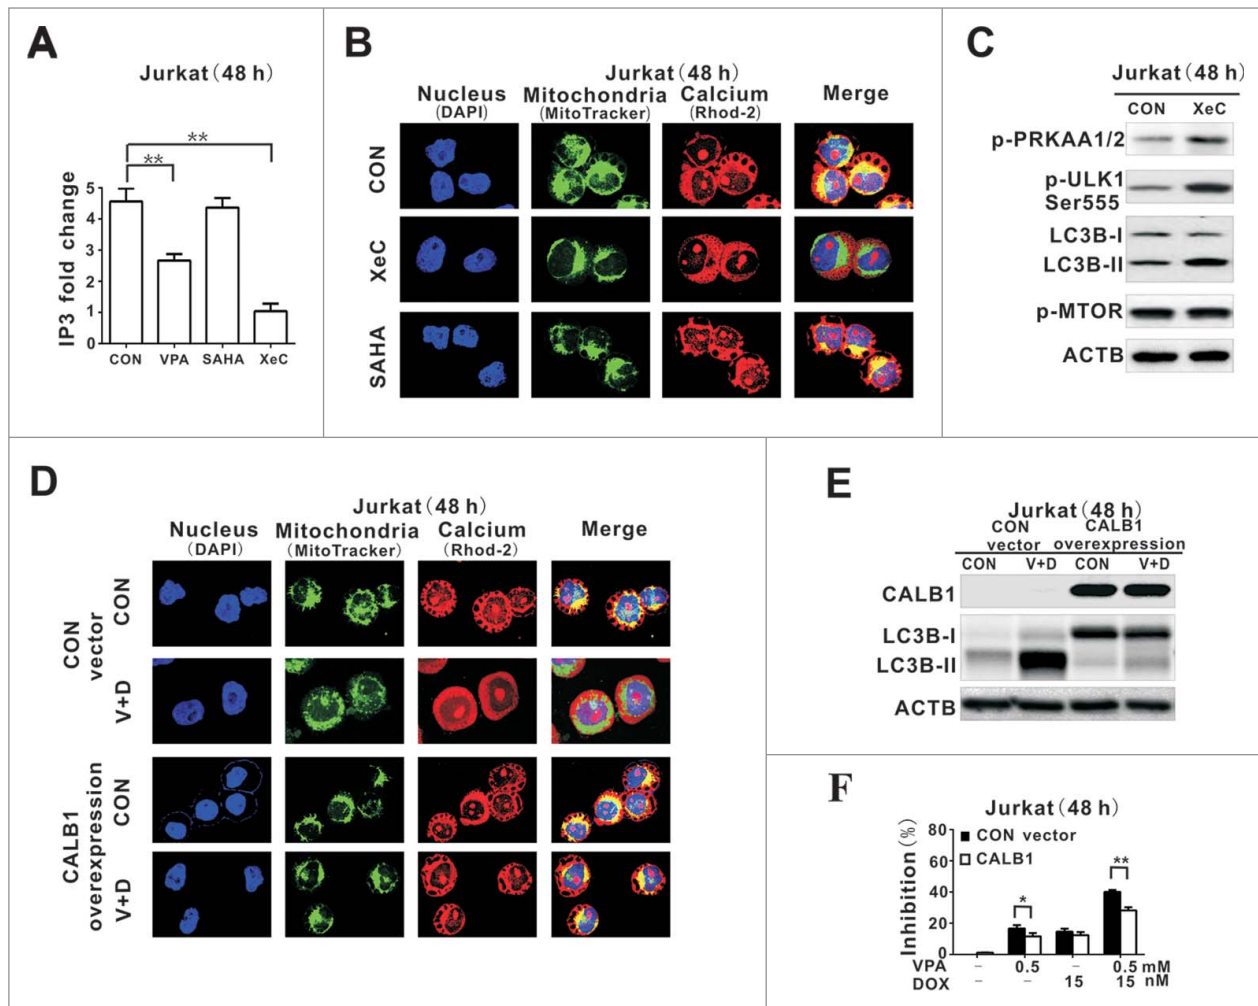 A
Jurkat (48 h)
**
**
IP3 fold change
5
4
3
2
1
0
CON VPA SAHA XeC
B
Jurkat (48 h)
Nucleus Mitochondria Calcium Merge
(DAPI) (MitoTracker) (Rhod-2)
CON
XeC
SAHA
C
Jurkat (48 h)
CON XeC
p-PRKAA1/2
p-ULK1
Ser555
LC3B-I
LC3B-II
p-MTOR
ACTB
D
Jurkat (48 h)
Nucleus Mitochondria Calcium Merge
(DAPI) (MitoTracker) (Rhod-2)
CON
vector
CON
V+D
CALB1
overexpression
CON
V+D
E
Jurkat (48 h)
CON CALB1
vector overexpression
CON V+D CON V+D
CALB1
LC3B-I
LC3B-II
ACTB
F
Jurkat (48 h)
Inhibition (%)
80
60
40
20
0
CON vector
CALB1
*
**
VPA – 0.5 – 0.5 mM
DOX – – 15 15 nM